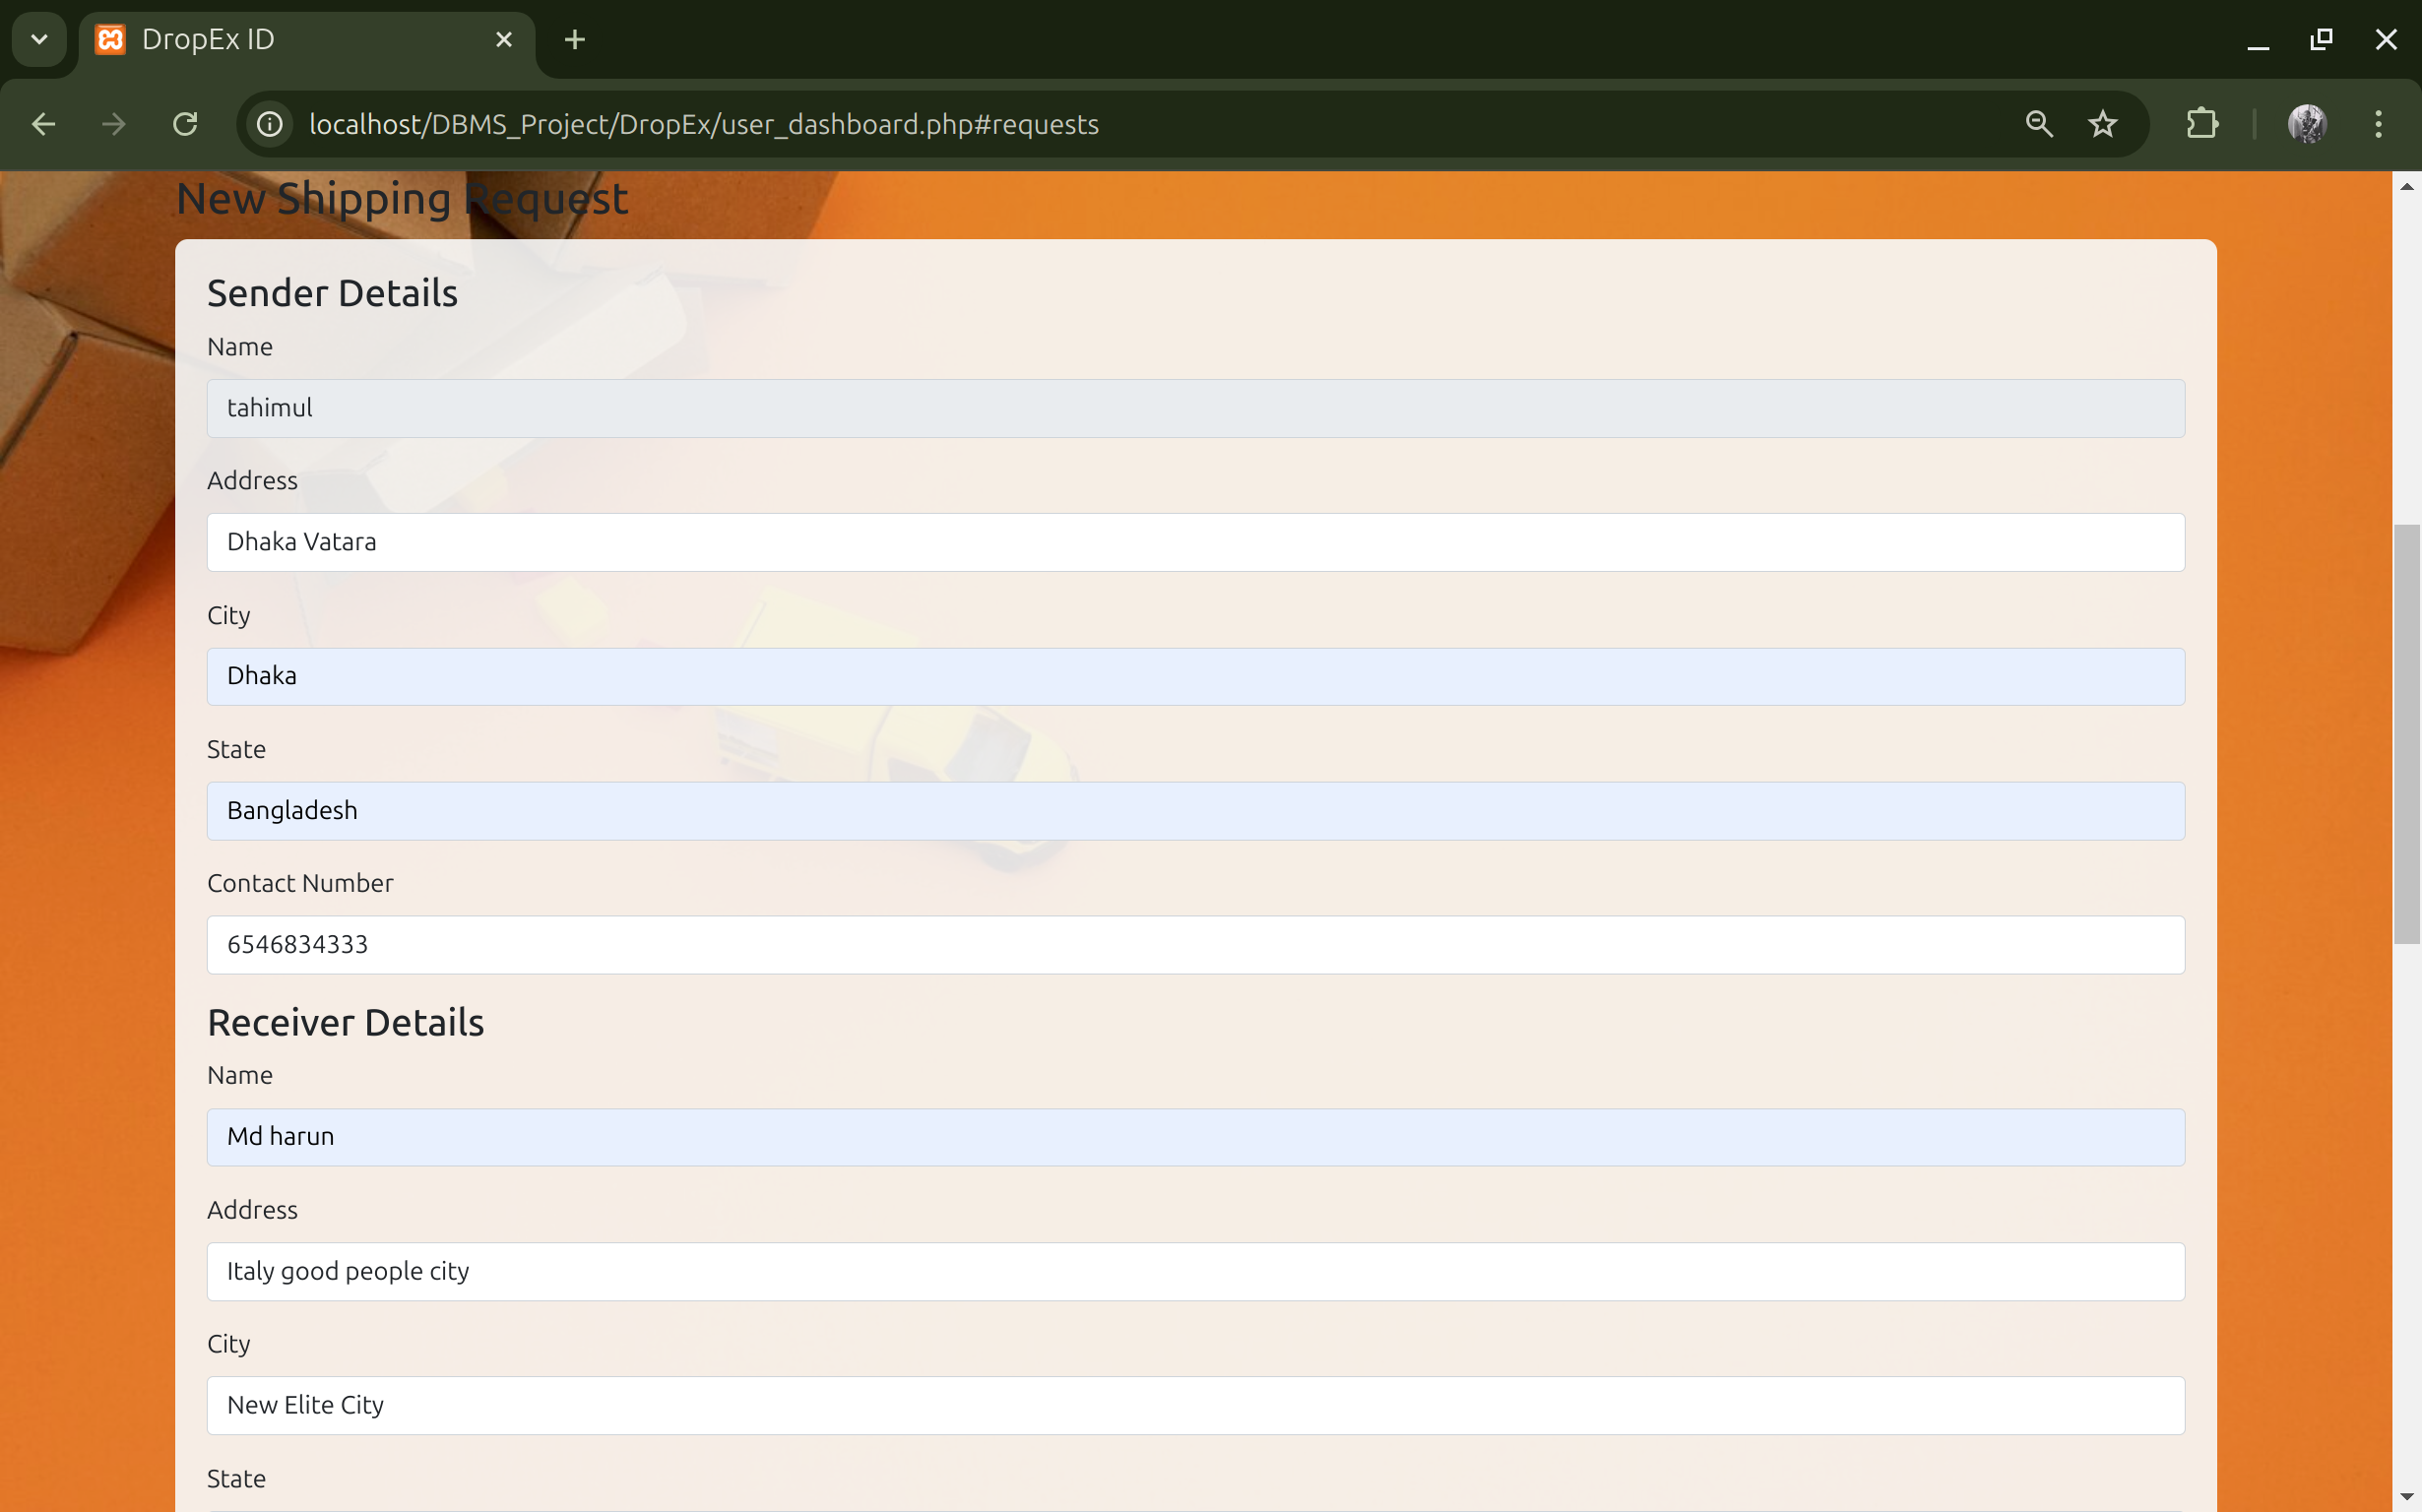 DropEx ID
localhost/DBMS_Project/DropEx/user_dashboard.php#requests
New Shipping Request
Sender Details
Name
tahimul
Address
Dhaka Vatara
City
Dhaka
State
Bangladesh
Contact Number
6546834333
Receiver Details
Name
Md harun
Address
Italy good people city
City
New Elite City
State